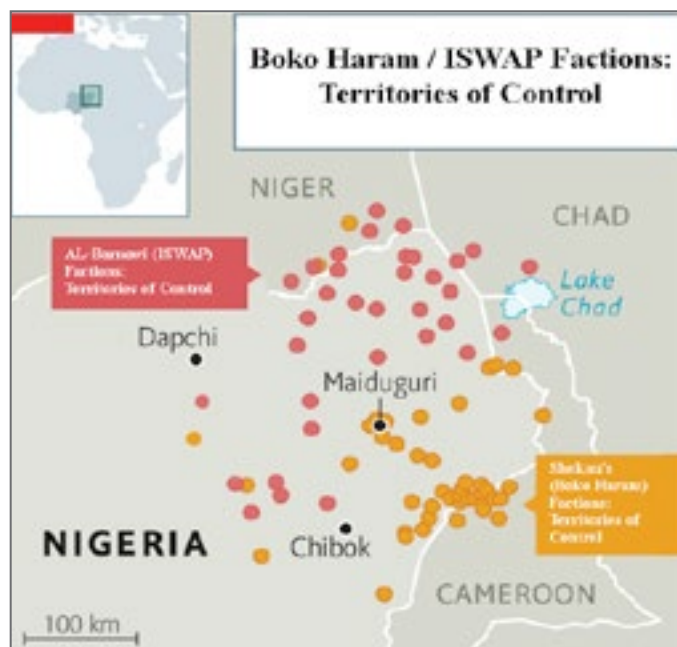 Boko Haram / ISWAP Factions:
Territories of Control
NIGER
CHAD
AL-Barnawi (ISWAP)
Factions:
Territories of Control
Lake
Chad
Dapchi
Maiduguri
Shekau's
(Boko Haram)
Factions:
Territories of
Control
NIGERIA
Chibok
CAMEROON
100 km